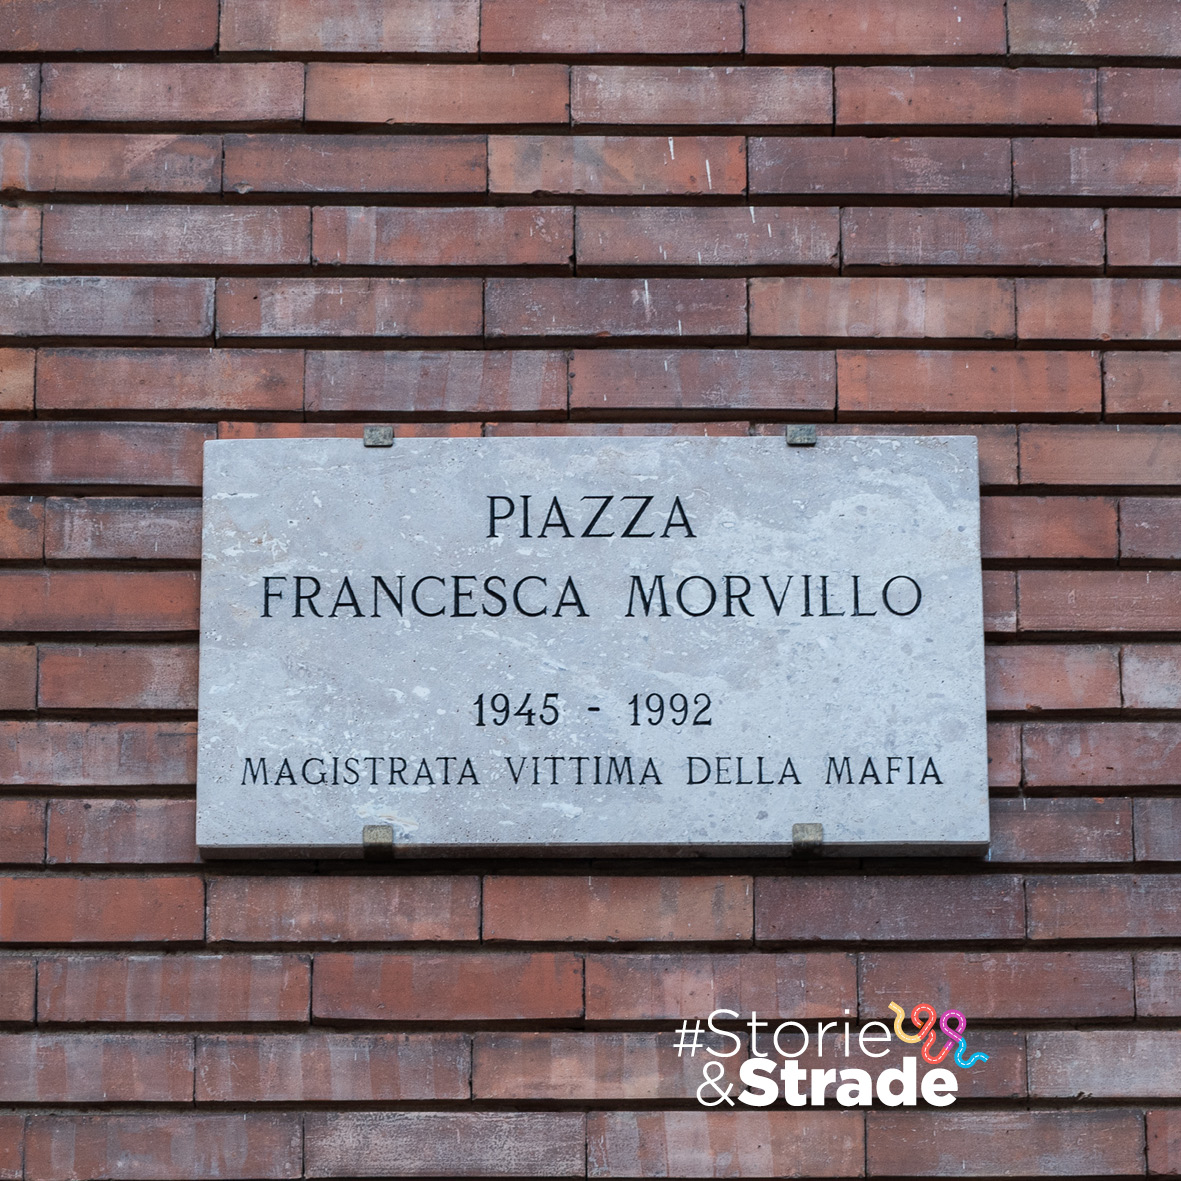 PIAZZA
FRANCESCA MORVILLO
1945 - 1992
MAGISTRATA VITTIMA DELLA MAFIA
#Storie
&Strade